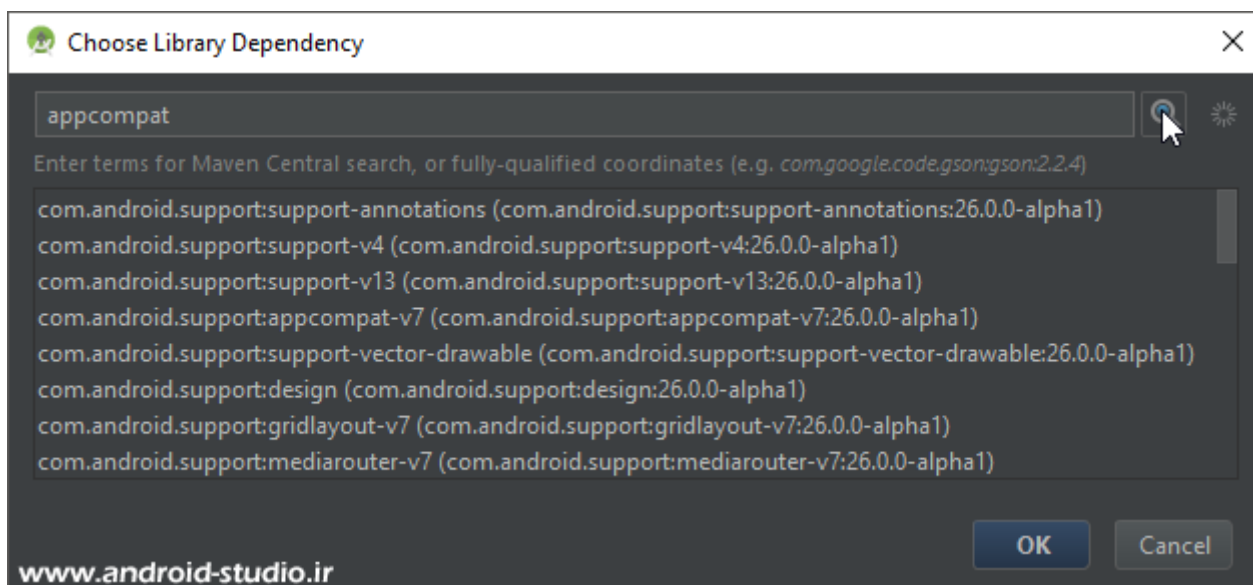 Choose Library Dependency
appcompat
Enter terms for Maven Central search, or fully-qualified coordinates (e.g. com.google.code.gson:gson:2.2.4)
com.android.support:support-annotations (com.android.support:support-annotations:26.0.0-alpha1)
com.android.support:support-v4 (com.android.support:support-v4:26.0.0-alpha1)
com.android.support:support-v13 (com.android.support:support-v13:26.0.0-alpha1)
com.android.support:appcompat-v7 (com.android.support:appcompat-v7:26.0.0-alpha1)
com.android.support:support-vector-drawable (com.android.support:support-vector-drawable:26.0.0-alpha1)
com.android.support:design (com.android.support:design:26.0.0-alpha1)
com.android.support:gridlayout-v7 (com.android.support:gridlayout-v7:26.0.0-alpha1)
com.android.support:mediarouter-v7 (com.android.support:mediarouter-v7:26.0.0-alpha1)
OK Cancel
www.android-studio.ir